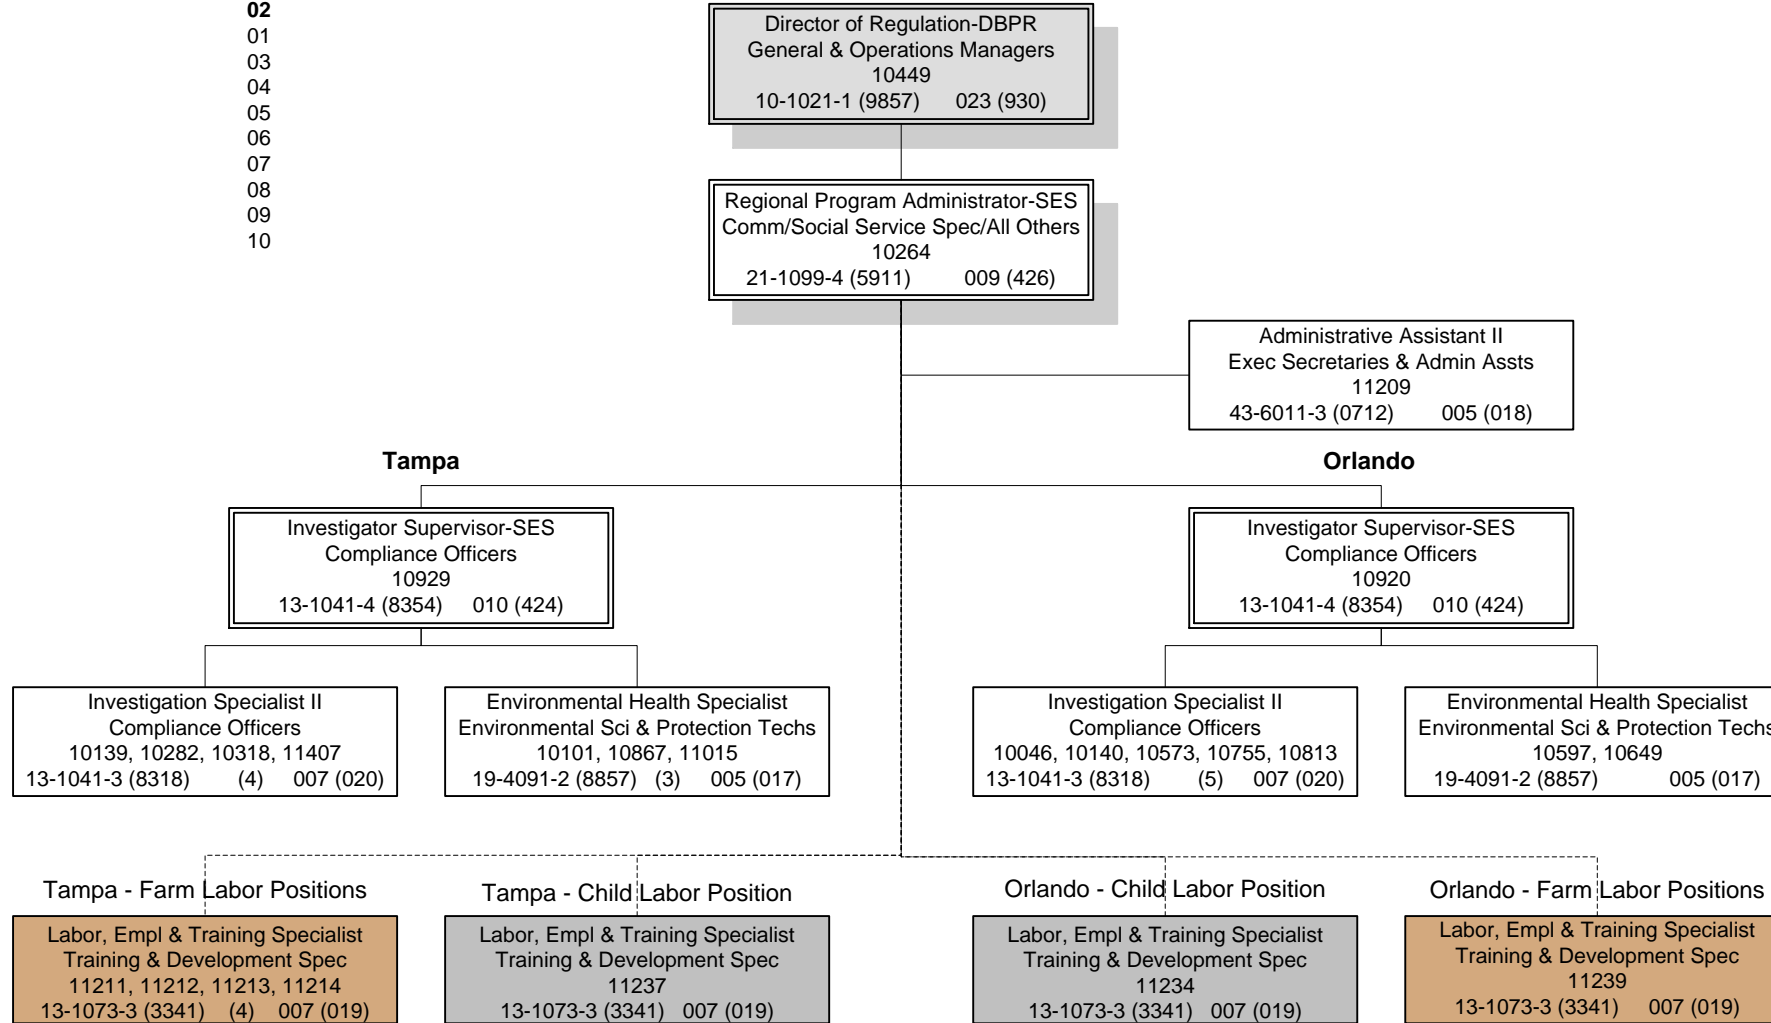 02
01
03
04
05
06
07
08
09
10
Director of Regulation-DBPR
General & Operations Managers
10449
10-1021-1 (9857) 023 (930)
Regional Program Administrator-SES
Comm/Social Service Spec/All Others
10264
21-1099-4 (5911) 009 (426)
Administrative Assistant II
Exec Secretaries & Admin Assts
11209
43-6011-3 (0712) 005 (018)
Tampa
Orlando
Investigator Supervisor-SES
Compliance Officers
10929
13-1041-4 (8354) 010 (424)
Investigator Supervisor-SES
Compliance Officers
10920
13-1041-4 (8354) 010 (424)
Investigation Specialist II
Compliance Officers
10139, 10282, 10318, 11407
13-1041-3 (8318) (4) 007 (020)
Environmental Health Specialist
Environmental Sci & Protection Techs
10101, 10867, 11015
19-4091-2 (8857) (3) 005 (017)
Investigation Specialist II
Compliance Officers
10046, 10140, 10573, 10755, 10813
13-1041-3 (8318) (5) 007 (020)
Environmental Health Specialist
Environmental Sci & Protection Techs
10597, 10649
19-4091-2 (8857) 005 (017)
Tampa - Farm Labor Positions
Tampa - Child Labor Position
Orlando - Child Labor Position
Orlando - Farm Labor Positions
Labor, Empl & Training Specialist
Training & Development Spec
11211, 11212, 11213, 11214
13-1073-3 (3341) (4) 007 (019)
Labor, Empl & Training Specialist
Training & Development Spec
11237
13-1073-3 (3341) 007 (019)
Labor, Empl & Training Specialist
Training & Development Spec
11234
13-1073-3 (3341) 007 (019)
Labor, Empl & Training Specialist
Training & Development Spec
11239
13-1073-3 (3341) 007 (019)